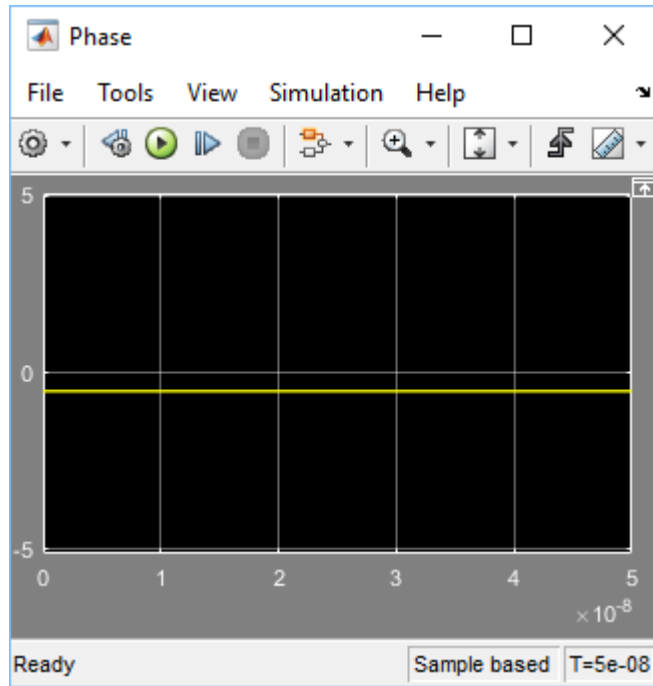 Phase
File Tools View Simulation Help
5
0
-5
0 1 2 3 4 5
×10-8
Ready Sample based T=5e-08